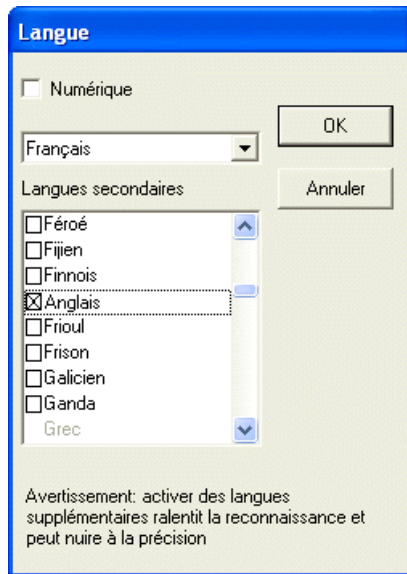 Langue
Numérique
OK
Français
Langues secondaires
Annuler
Féroé
Fijien
Finnois
Anglais
Frioul
Frison
Galicien
Ganda
Grec
Avertissement: activer des langues
supplémentaires ralentit la reconnaissance et
peut nuire à la précision